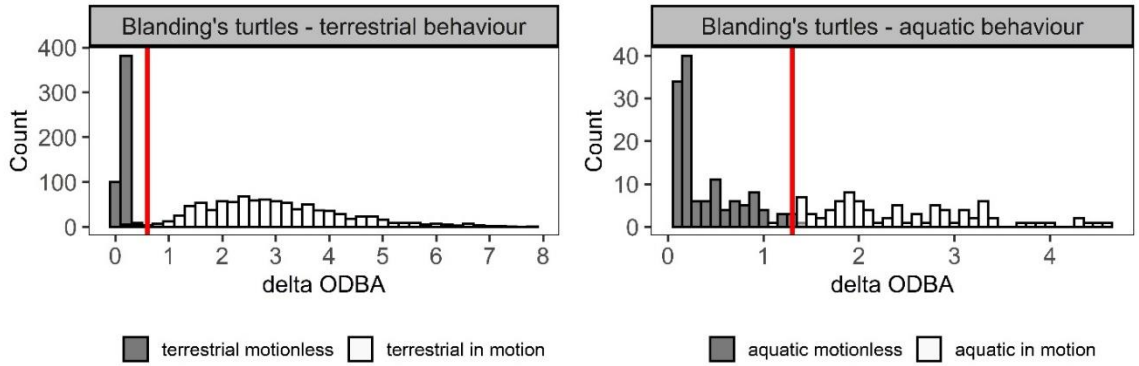 Blanding's turtles - terrestrial behaviour
Count
400
300
200
100
0
0 1 2 3 4 5 6 7 8
delta ODBA
terrestrial motionless terrestrial in motion
Blanding's turtles - aquatic behaviour
Count
40
30
20
10
0
0 1 2 3 4
delta ODBA
aquatic motionless aquatic in motion